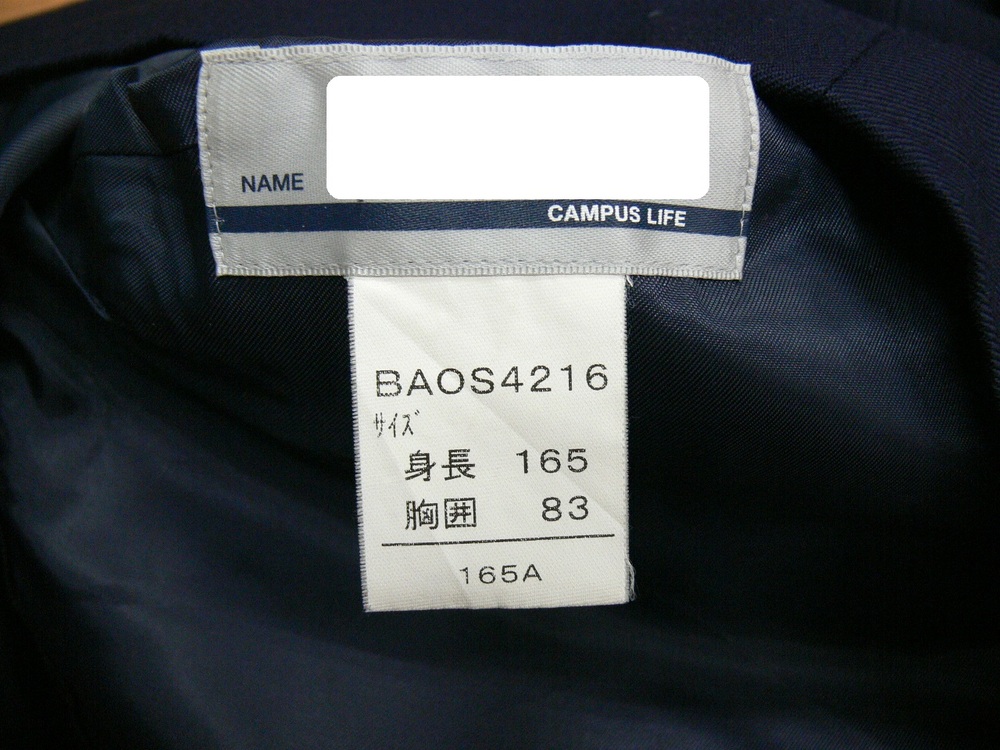 NAME
CAMPUS LIFE
BAOS4216
ｻｲｽﾞ
身長 165
胸囲 83
165A